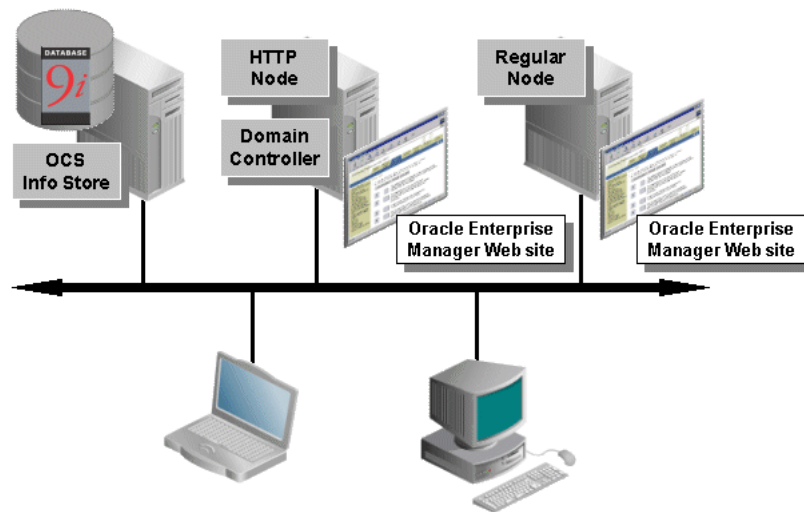 DATABASE
9i
OCS
Info Store
HTTP
Node
Domain
Controller
Oracle Enterprise
Manager Web site
Regular
Node
Oracle Enterprise
Manager Web site